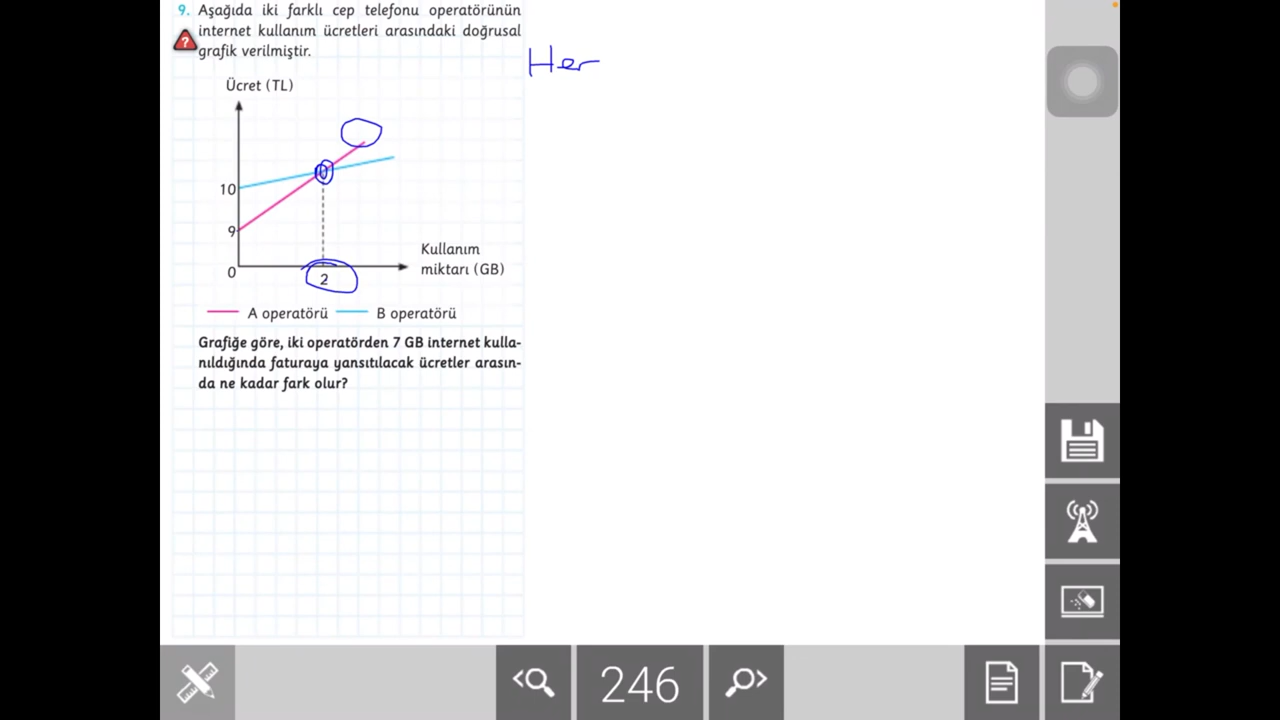 9. Aşağıda iki farklı cep telefonu operatörünün
internet kullanım ücretleri arasındaki doğrusal
grafik verilmiştir.
Her
Ücret (TL)
10
9
0
2
Kullanım
miktarı (GB)
A operatörü
B operatörü
Grafiğe göre, iki operatörden 7 GB internet kulla-
nıldığında faturaya yansıtılacak ücretler arasın-
da ne kadar fark olur?
246